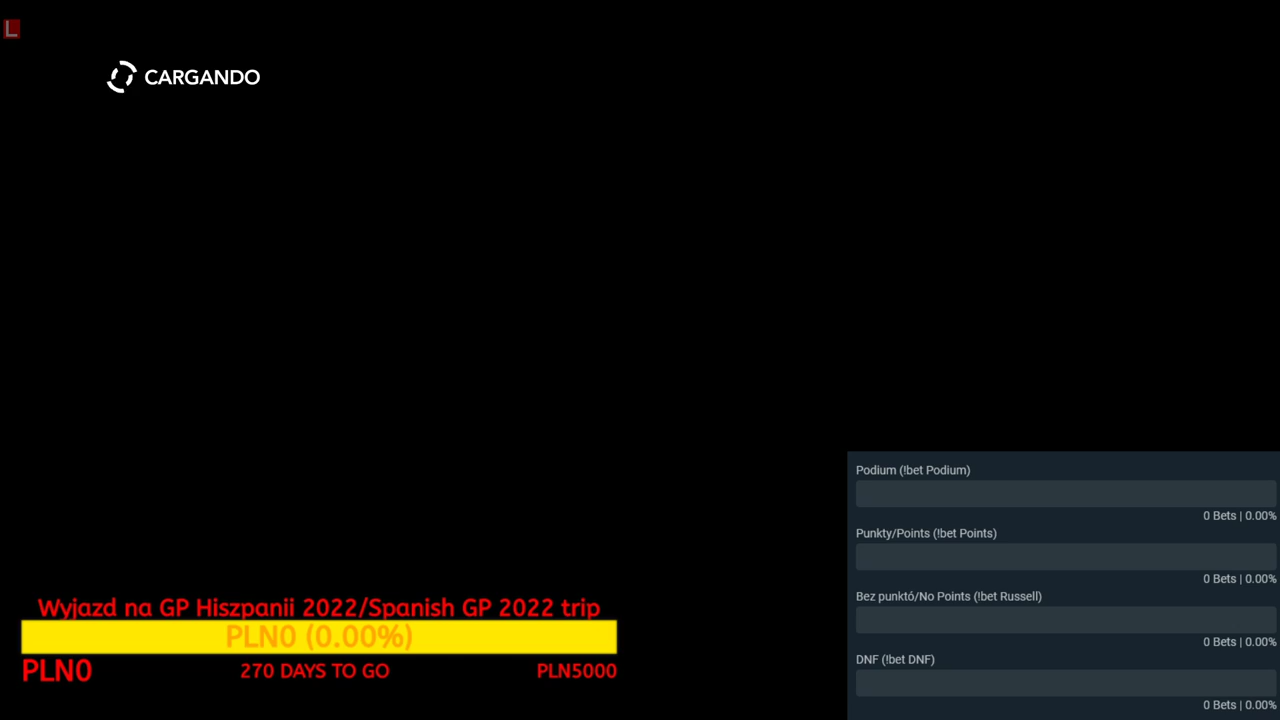 L
CARGANDO
Podium (!bet Podium)
0 Bets | 0.00%
Punkty/Points (!bet Points)
0 Bets | 0.00%
Bez punktó/No Points (!bet Russell)
0 Bets | 0.00%
DNF (!bet DNF)
0 Bets | 0.00%
Wyjazd na GP Hiszpanii 2022/Spanish GP 2022 trip
PLN0 (0.00%)
PLN0 270 DAYS TO GO PLN5000